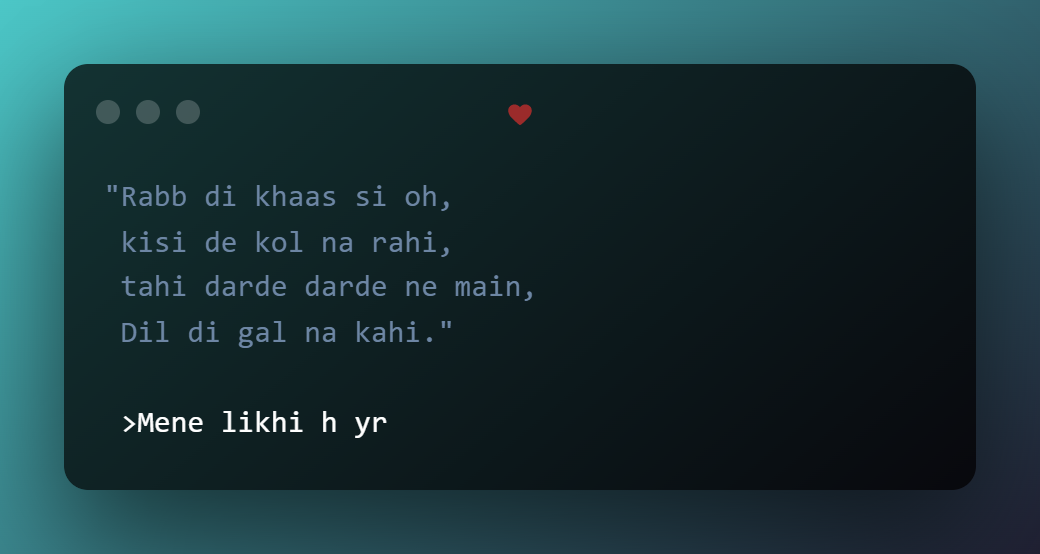 "Rabb di khaas si oh,
kisi de kol na rahi,
tahi darde darde ne main,
Dil di gal na kahi."
>Mene likhi h yr